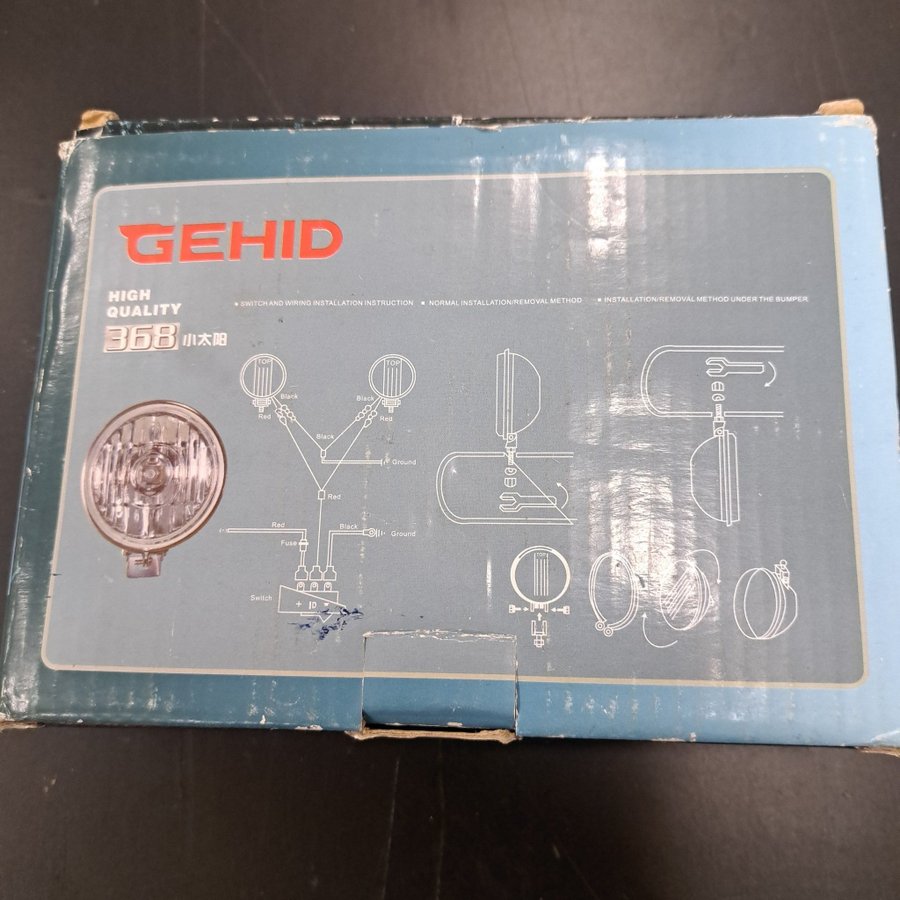 GEHID
HIGH
QUALITY
368 小太阳
SWITCH AND WIRING INSTALLATION INSTRUCTION
NORMAL INSTALLATION/REMOVAL METHOD
INSTALLATION/REMOVAL METHOD UNDER THE BUMPER
TOP
TOP
Black
Black
Red
Red
Black
Ground
Red
Red
Black
Ground
Fuse
Switch
TOP